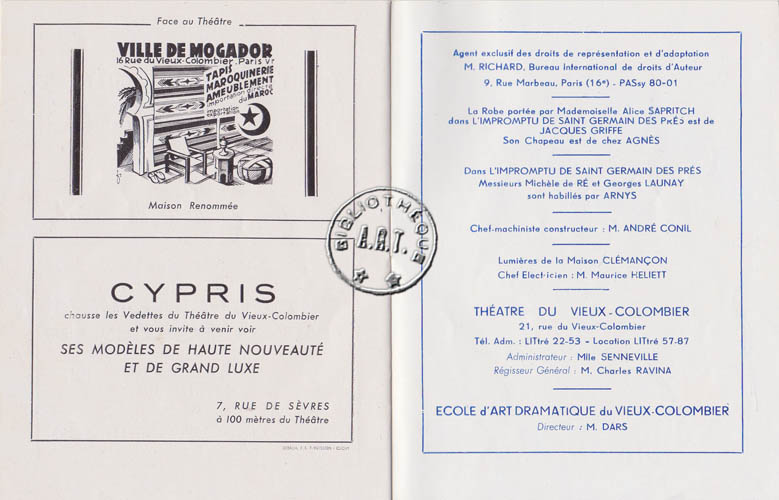 Face au Théâtre
VILLE DE MOGADOR
16 Rue du Vieux-Colombier. Paris VIe
TAPIS
MAROQUINERIE
AMEUBLEMENT
importation directe
du MAROC
importation
exportation
Maison Renommée
CYPRIS
chausse les Vedettes du Théâtre du Vieux-Colombier
et vous invite à venir voir
SES MODÈLES DE HAUTE NOUVEAUTÉ
ET DE GRAND LUXE
7, RUE DE SÈVRES
à 100 mètres du Théâtre
BIBLIOTHÉQUE
A.R.T.
Agent exclusif des droits de représentation et d'adaptation
M. RICHARD, Bureau International de droits d'Auteur
9, Rue Marbeau, Paris (16e) - PASsy 80-01
La Robe portée par Mademoiselle Alice SAPRITCH
dans L'IMPROMPTU DE SAINT GERMAIN DES PRÉS est de
JACQUES GRIFFE
Son Chapeau est de chez AGNÈS
Dans L'IMPROMPTU DE SAINT GERMAIN DES PRÉS
Messieurs Michèle de RÉ et Georges LAUNAY
sont habillés par ARNYS
Chef-machiniste constructeur : M. ANDRÉ CONIL
Lumières de la Maison CLÉMANÇON
Chef Electricien : M. Maurice HELIETT
THÉATRE DU VIEUX-COLOMBIER
21, rue du Vieux-Colombier
Tél. Adm. : LITtré 22-53 - Location LITtré 57-87
Administrateur : Mlle SENNEVILLE
Régisseur Général : M. Charles RAVINA
ECOLE d'ART DRAMATIQUE du VIEUX-COLOMBIER
Directeur : M. DARS